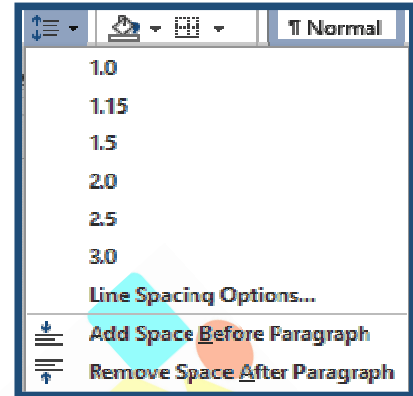 ¶ Normal
1.0
1.15
1.5
2.0
2.5
3.0
Line Spacing Options...
Add Space Before Paragraph
Remove Space After Paragraph